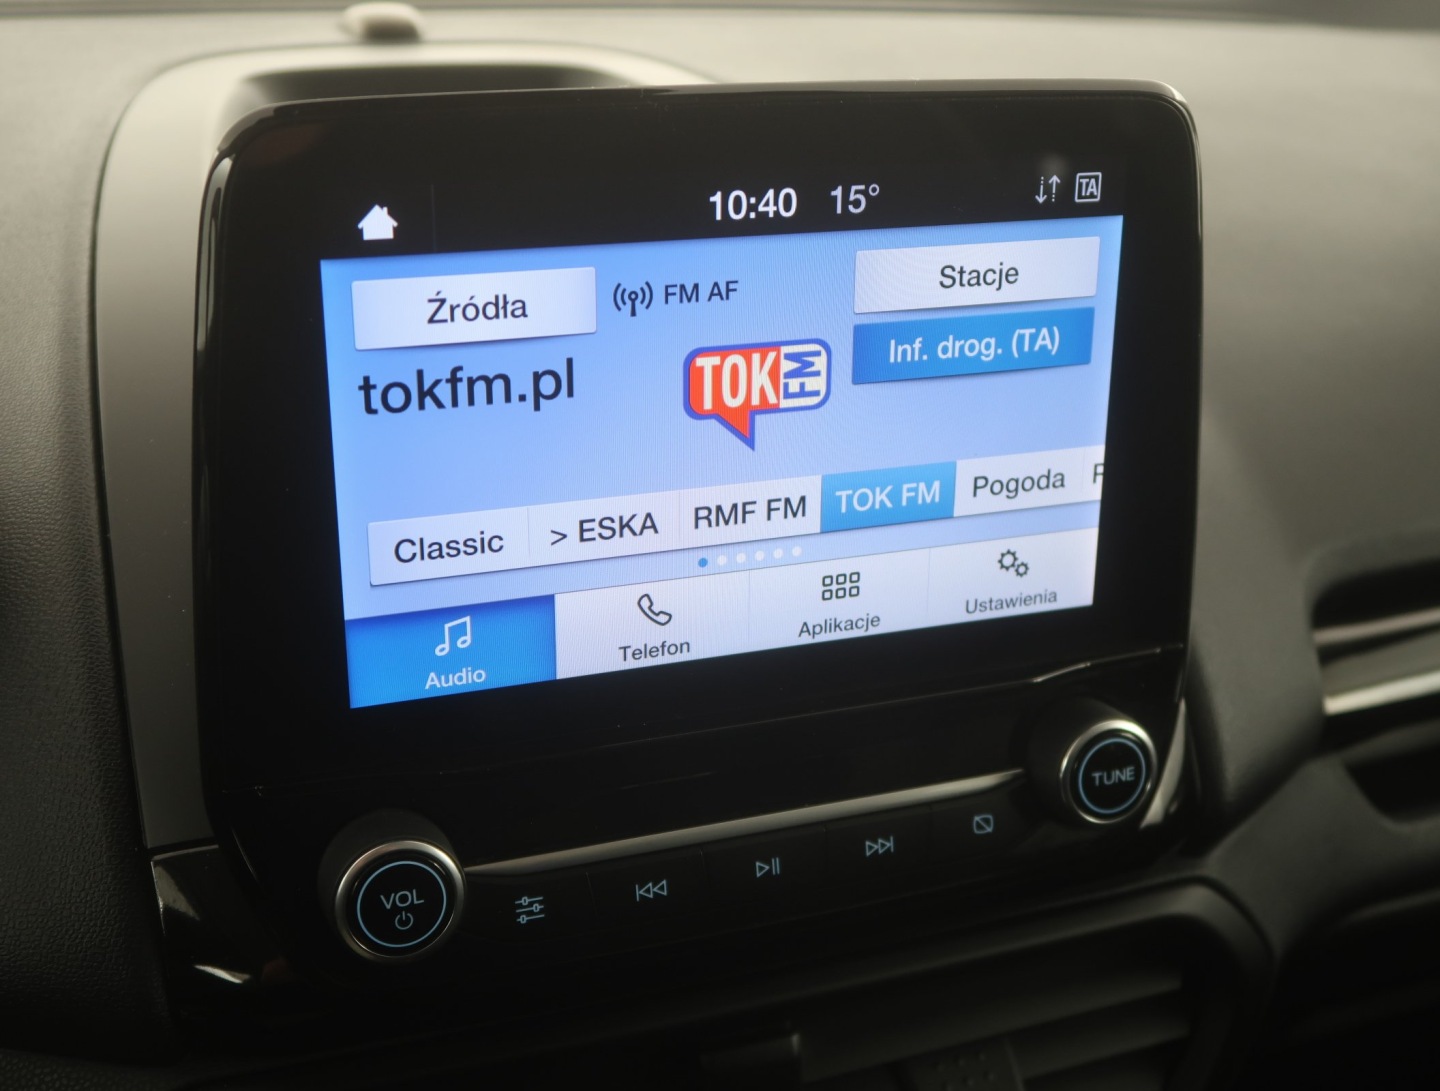 10:40 15°
TA
Źródła
FM AF
Stacje
Inf. drog. (TA)
tokfm.pl
TOK FM
Classic
> ESKA
RMF FM
TOK FM
Pogoda
Audio
Telefon
Aplikacje
Ustawienia
VOL
TUNE